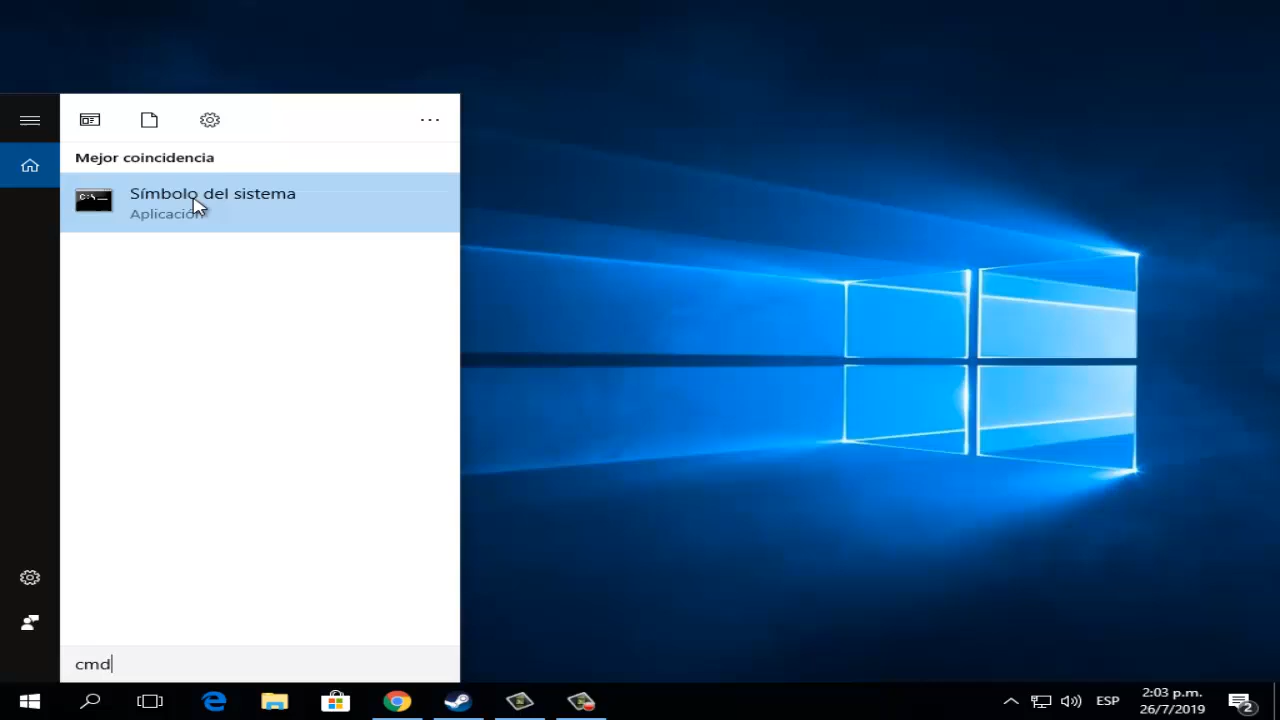 Mejor coincidencia
C:\
Símbolo del sistema
Aplicación
cmd
ESP
2:03 p.m.
26/7/2019
2